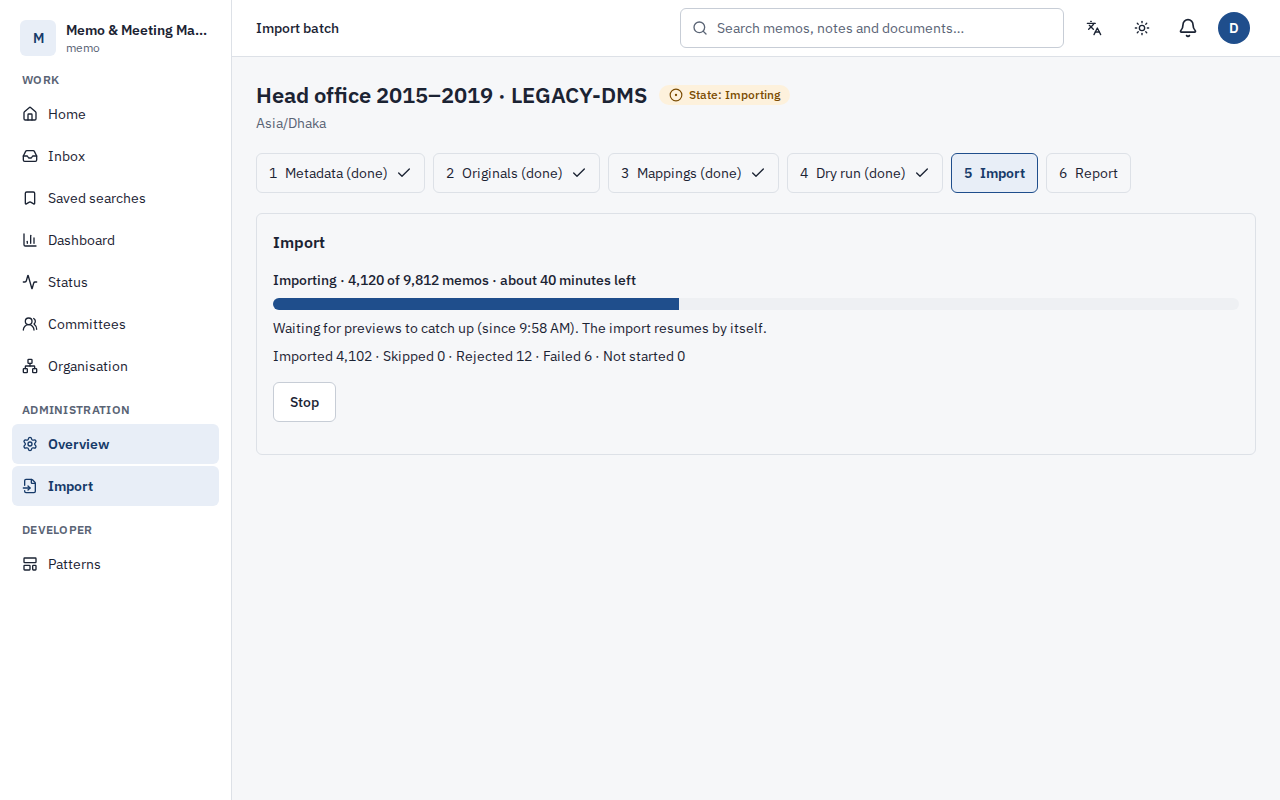 M
Memo & Meeting Ma...
memo
WORK
Home
Inbox
Saved searches
Dashboard
Status
Committees
Organisation
ADMINISTRATION
Overview
Import
DEVELOPER
Patterns
Import batch
Search memos, notes and documents...
D
Head office 2015–2019 · LEGACY-DMS
State: Importing
Asia/Dhaka
1 Metadata (done)
2 Originals (done)
3 Mappings (done)
4 Dry run (done)
5 Import
6 Report
Import
Importing · 4,120 of 9,812 memos · about 40 minutes left
Waiting for previews to catch up (since 9:58 AM). The import resumes by itself.
Imported 4,102 · Skipped 0 · Rejected 12 · Failed 6 · Not started 0
Stop